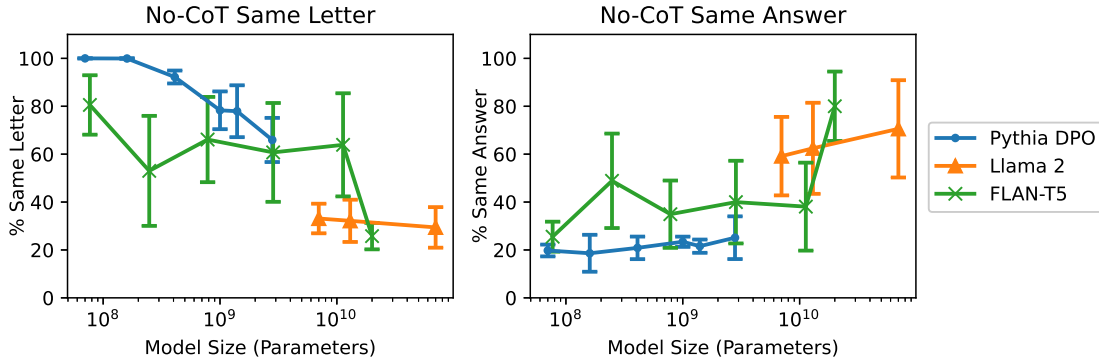 No-CoT Same Letter
% Same Letter
100
80
60
40
20
0
10^8
10^9
10^10
Model Size (Parameters)
No-CoT Same Answer
% Same Answer
100
80
60
40
20
0
10^8
10^9
10^10
Model Size (Parameters)
Pythia DPO
Llama 2
FLAN-T5